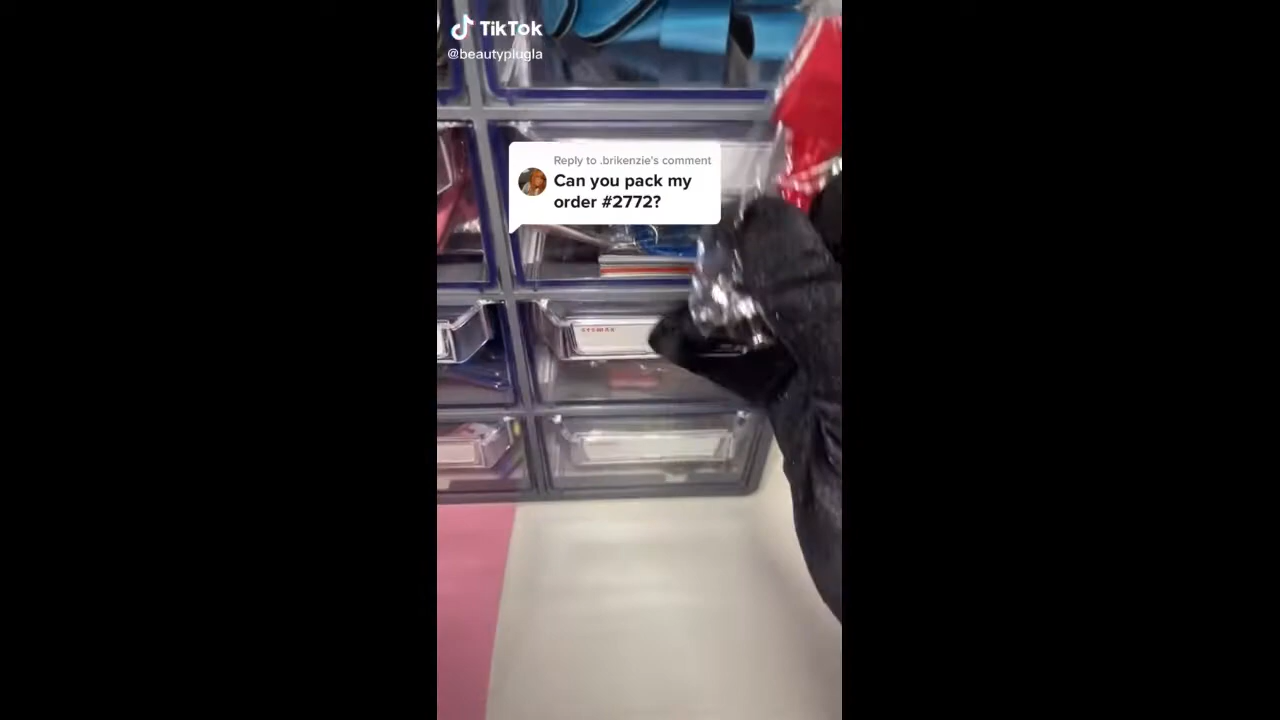 TikTok
@beautyplugla
Reply to .brikenzie's comment
Can you pack my
order #2772?